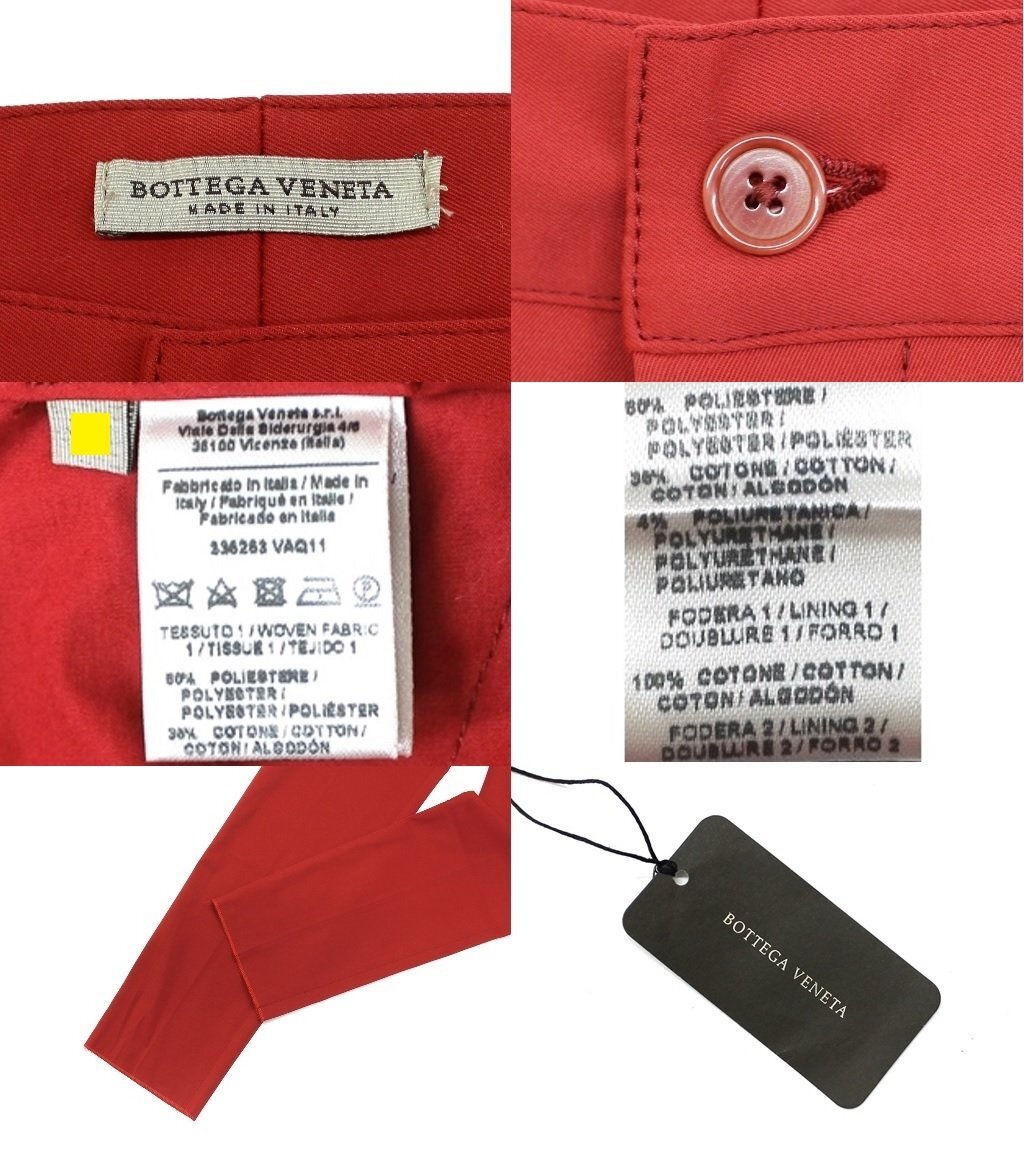 BOTTEGA VENETA
MADE IN ITALY
Bottega Veneta s.r.l.
Viale Della Siderurgia 4/6
36100 Vicenza (Italia)
Fabbricato in Italia / Made in
Italy / Fabriqué en Italie /
Fabricado en Italia
336263 VAQ11
TESSUTO 1 / WOVEN FABRIC
1 / TISSUE 1 / TEJIDO 1
60% POLIESTERE /
POLYESTER /
POLYESTER / POLIÉSTER
36% COTONE / COTTON /
COTON / ALGODÓN
60% POLIESTERE /
POLYESTER /
POLYESTER / POLIÉSTER
36% COTONE / COTTON /
COTON / ALGODÓN
4% POLIURETANICA /
POLYURETHANE /
POLYURETHANE /
POLIURETANO
FODERA 1 / LINING 1 /
DOUBLURE 1 / FORRO 1
100% COTONE / COTTON /
COTON / ALGODÓN
FODERA 2 / LINING 2 /
DOUBLURE 2 / FORRO 2
BOTTEGA VENETA